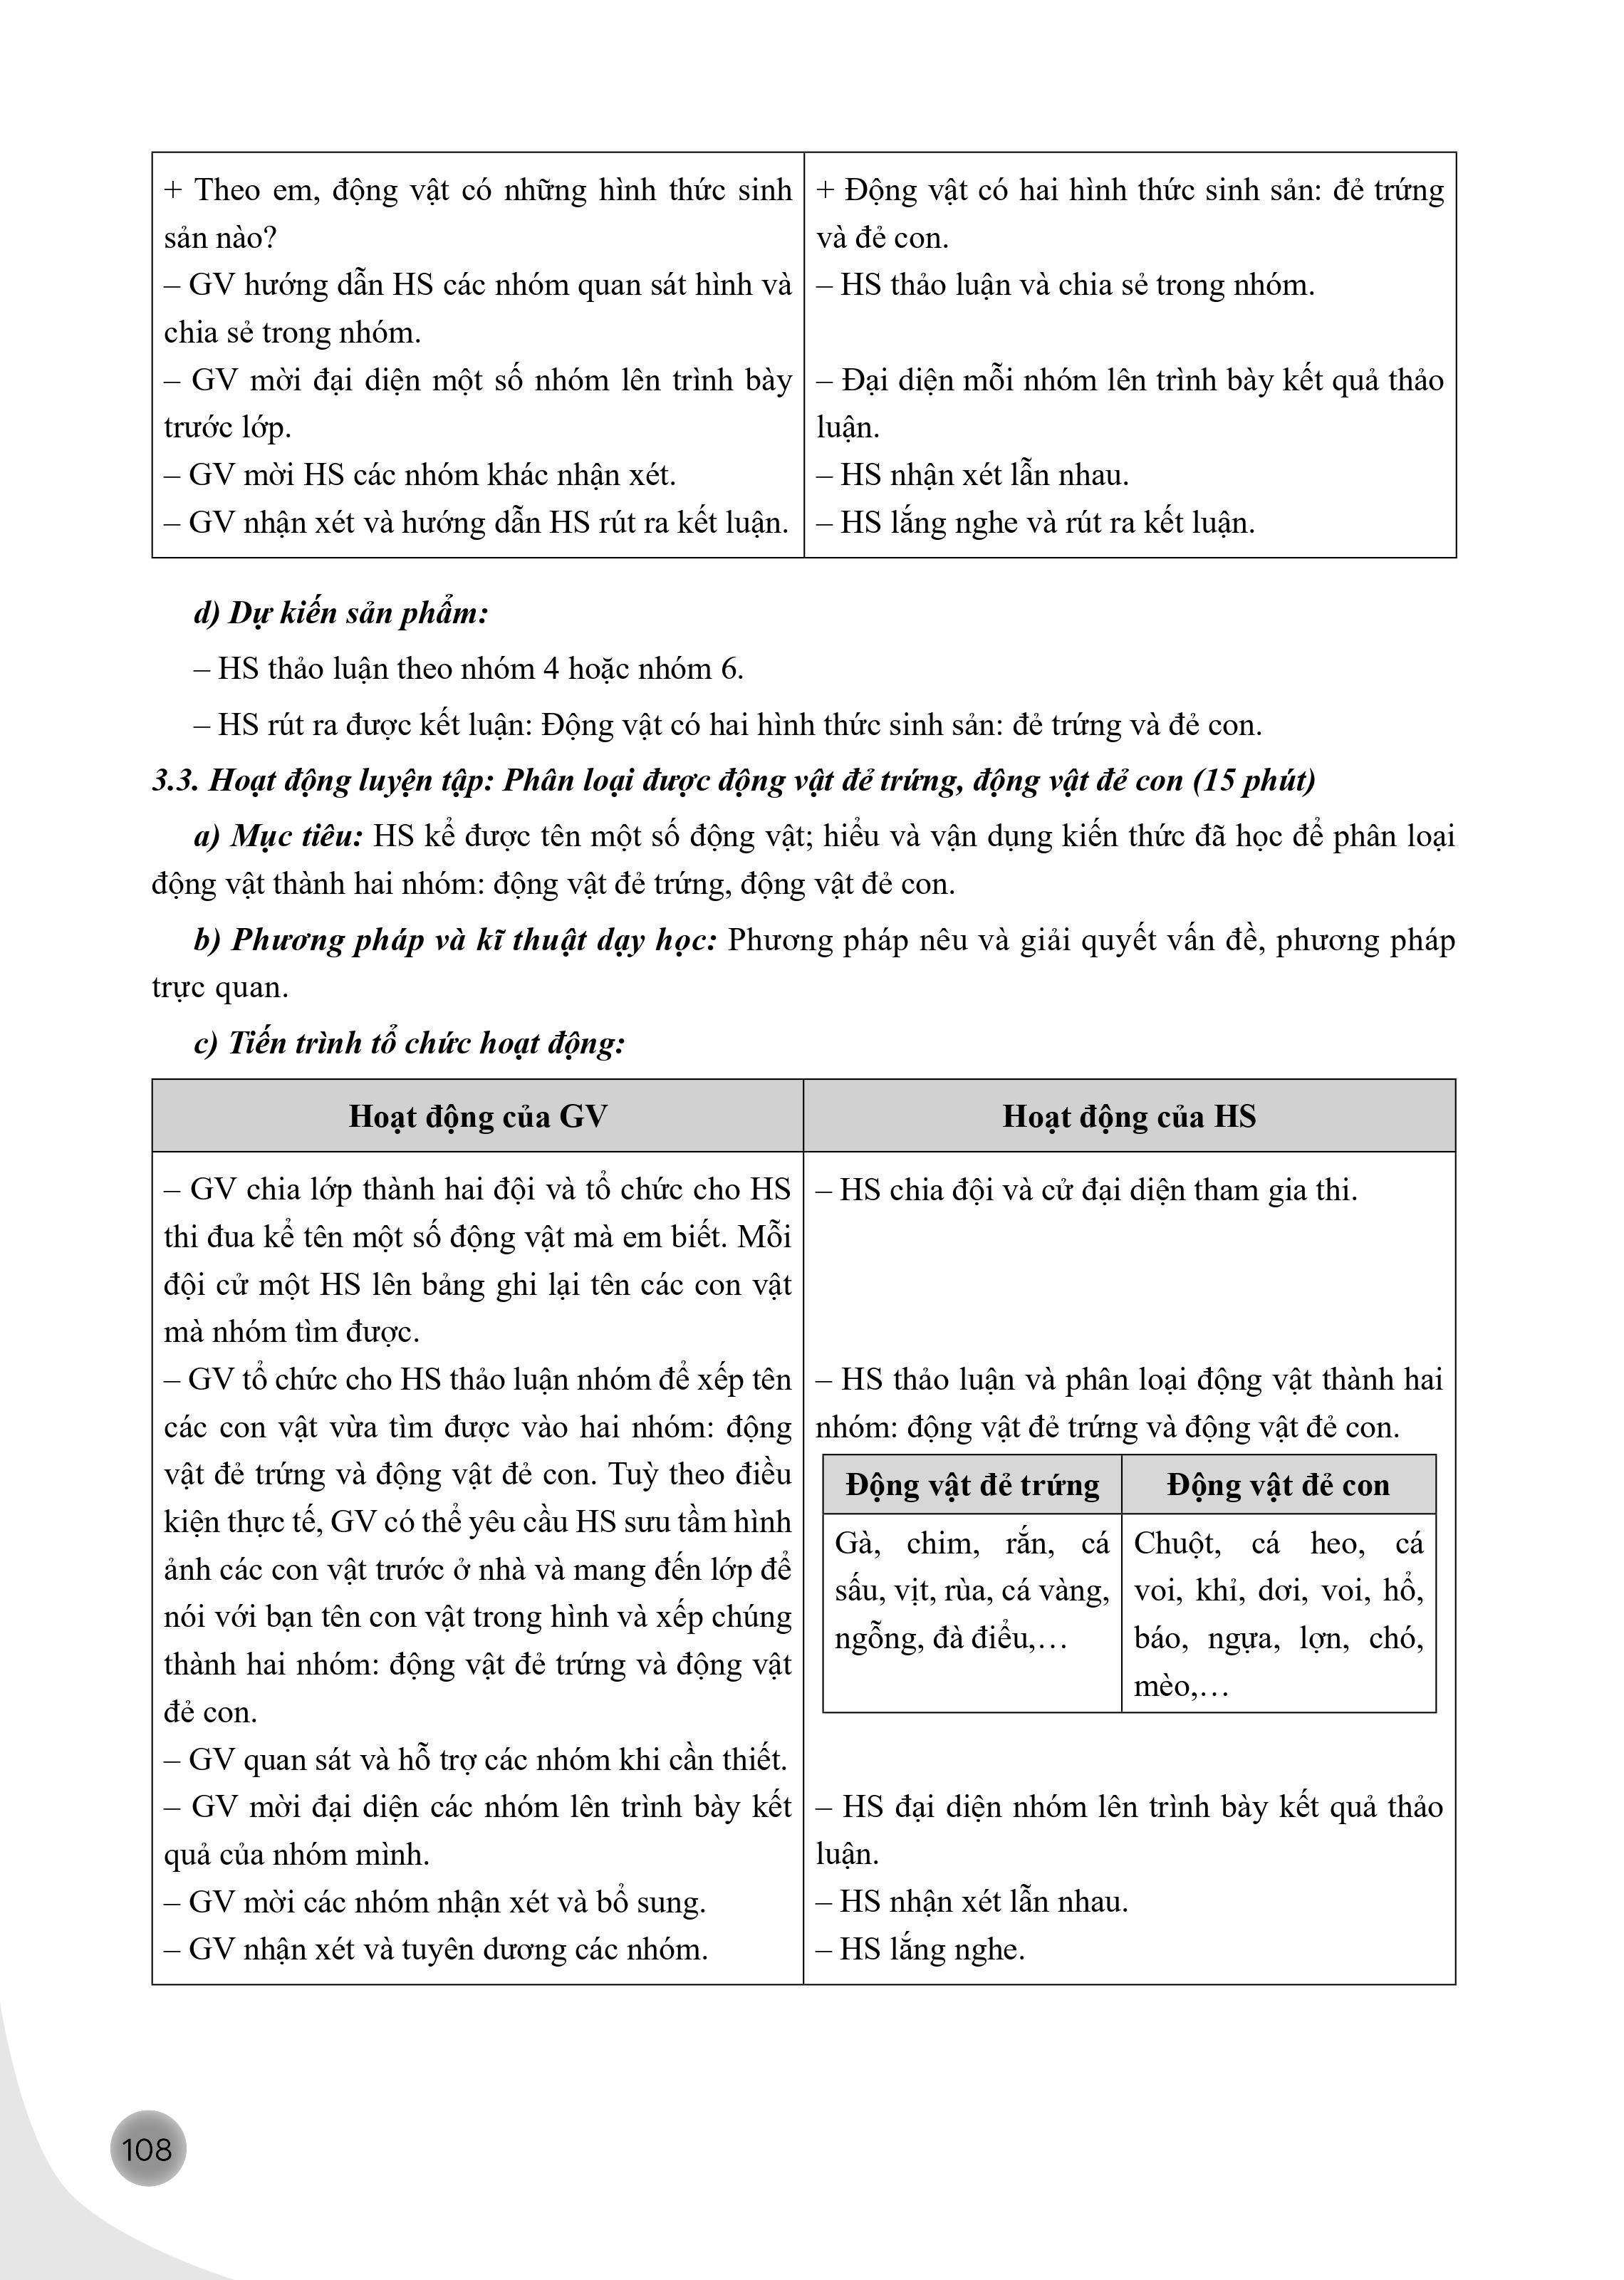 + Theo em, động vật có những hình thức sinh
sản nào?
– GV hướng dẫn HS các nhóm quan sát hình và
chia sẻ trong nhóm.
– GV mời đại diện một số nhóm lên trình bày
trước lớp.
– GV mời HS các nhóm khác nhận xét.
– GV nhận xét và hướng dẫn HS rút ra kết luận.
+ Động vật có hai hình thức sinh sản: đẻ trứng
và đẻ con.
– HS thảo luận và chia sẻ trong nhóm.
– Đại diện mỗi nhóm lên trình bày kết quả thảo
luận.
– HS nhận xét lẫn nhau.
– HS lắng nghe và rút ra kết luận.
d) Dự kiến sản phẩm:
– HS thảo luận theo nhóm 4 hoặc nhóm 6.
– HS rút ra được kết luận: Động vật có hai hình thức sinh sản: đẻ trứng và đẻ con.
3.3. Hoạt động luyện tập: Phân loại được động vật đẻ trứng, động vật đẻ con (15 phút)
a) Mục tiêu: HS kể được tên một số động vật; hiểu và vận dụng kiến thức đã học để phân loại
động vật thành hai nhóm: động vật đẻ trứng, động vật đẻ con.
b) Phương pháp và kĩ thuật dạy học: Phương pháp nêu và giải quyết vấn đề, phương pháp
trực quan.
c) Tiến trình tổ chức hoạt động:
Hoạt động của GV
Hoạt động của HS
– GV chia lớp thành hai đội và tổ chức cho HS
thi đua kể tên một số động vật mà em biết. Mỗi
đội cử một HS lên bảng ghi lại tên các con vật
mà nhóm tìm được.
– GV tổ chức cho HS thảo luận nhóm để xếp tên
các con vật vừa tìm được vào hai nhóm: động
vật đẻ trứng và động vật đẻ con. Tuỳ theo điều
kiện thực tế, GV có thể yêu cầu HS sưu tầm hình
ảnh các con vật trước ở nhà và mang đến lớp để
nói với bạn tên con vật trong hình và xếp chúng
thành hai nhóm: động vật đẻ trứng và động vật
đẻ con.
– GV quan sát và hỗ trợ các nhóm khi cần thiết.
– GV mời đại diện các nhóm lên trình bày kết
quả của nhóm mình.
– GV mời các nhóm nhận xét và bổ sung.
– GV nhận xét và tuyên dương các nhóm.
– HS chia đội và cử đại diện tham gia thi.
– HS thảo luận và phân loại động vật thành hai
nhóm: động vật đẻ trứng và động vật đẻ con.
Động vật đẻ trứng
Động vật đẻ con
Gà, chim, rắn, cá
sấu, vịt, rùa, cá vàng,
ngỗng, đà điểu,…
Chuột, cá heo, cá
voi, khỉ, dơi, voi, hổ,
báo, ngựa, lợn, chó,
mèo,…
– HS đại diện nhóm lên trình bày kết quả thảo
luận.
– HS nhận xét lẫn nhau.
– HS lắng nghe.
108